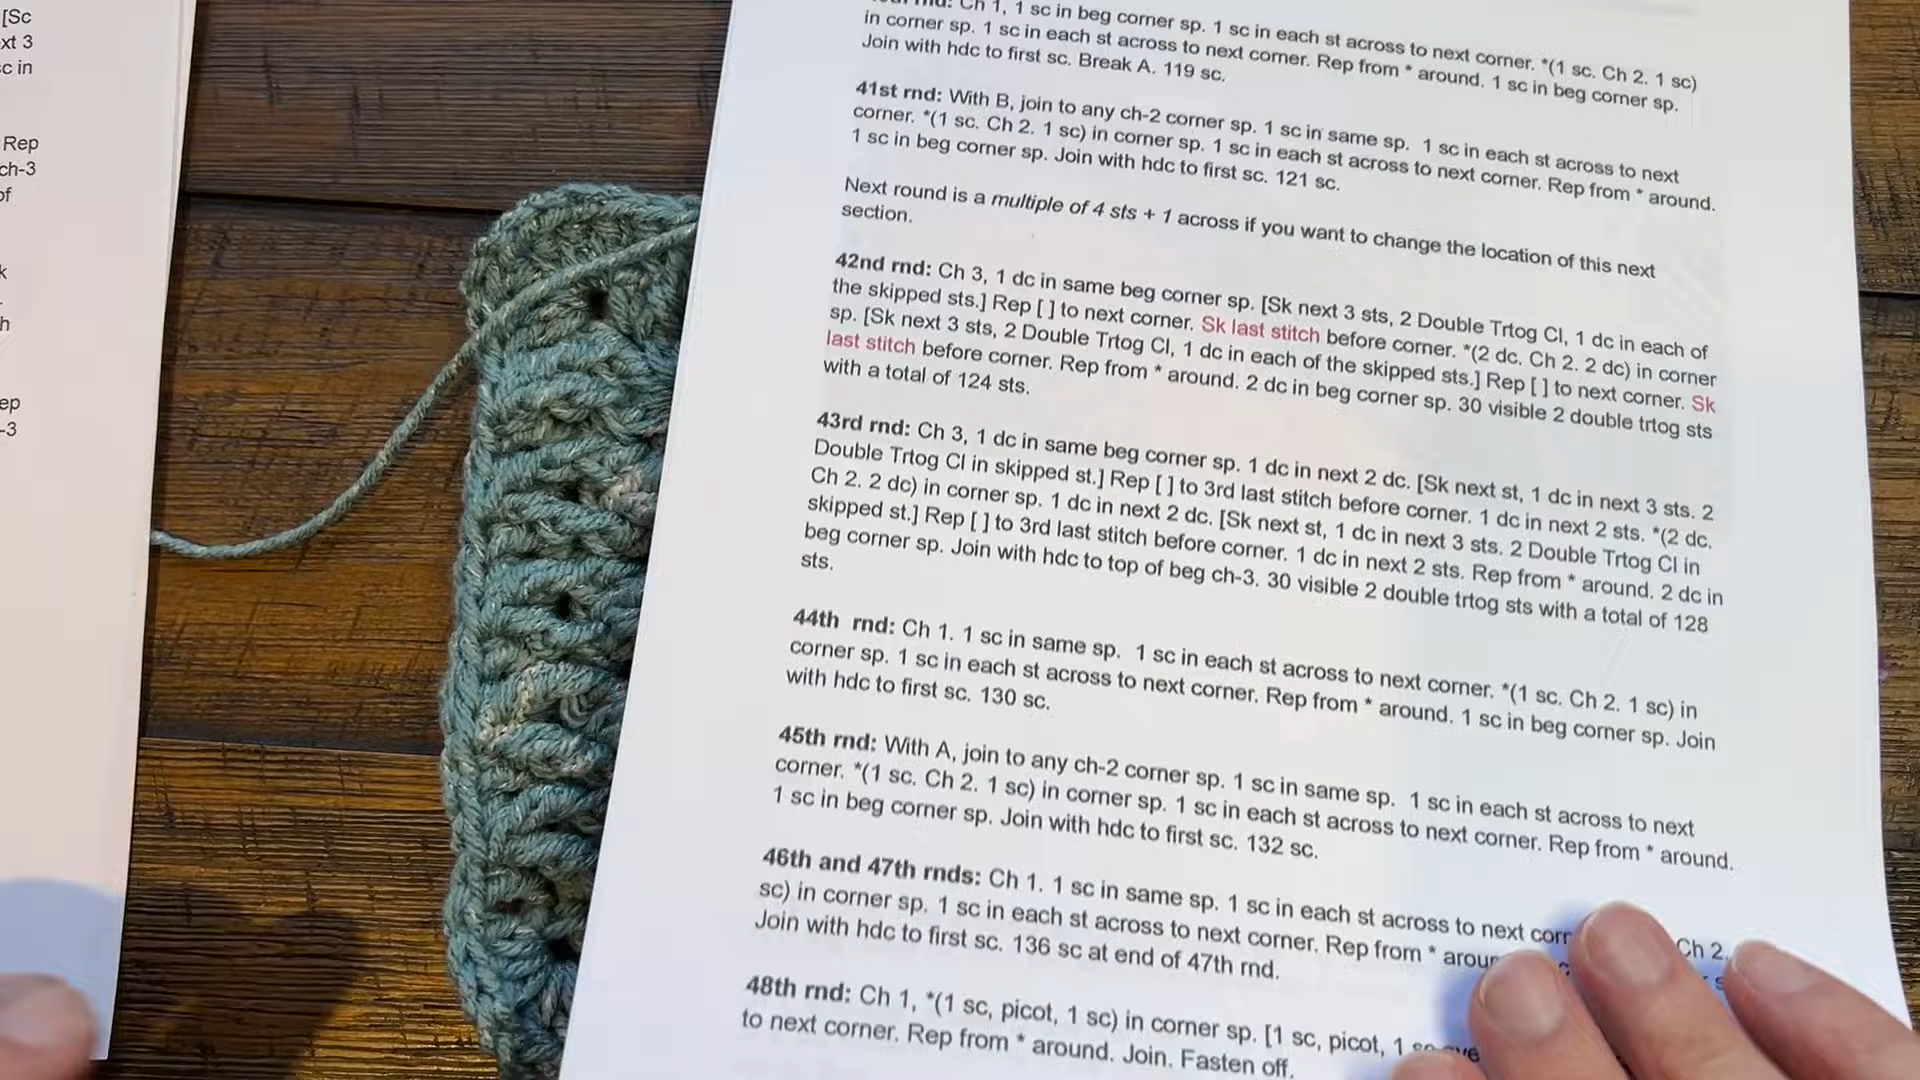 [Sc
xt 3
sc in
Rep
ch-3
of
k
h
ep
-3
rnd: Ch 1, 1 sc in beg corner sp. 1 sc in each st across to next corner. *(1 sc. Ch 2. 1 sc)
in corner sp. 1 sc in each st across to next corner. Rep from * around. 1 sc in beg corner sp.
Join with hdc to first sc. Break A. 119 sc.
41st rnd: With B, join to any ch-2 corner sp. 1 sc in same sp. 1 sc in each st across to next
corner. *(1 sc. Ch 2. 1 sc) in corner sp. 1 sc in each st across to next corner. Rep from * around.
1 sc in beg corner sp. Join with hdc to first sc. 121 sc.
Next round is a multiple of 4 sts + 1 across if you want to change the location of this next
section.
42nd rnd: Ch 3, 1 dc in same beg corner sp. [Sk next 3 sts, 2 Double Trtog Cl, 1 dc in each of
the skipped sts.] Rep [ ] to next corner. Sk last stitch before corner. *(2 dc. Ch 2. 2 dc) in corner
sp. [Sk next 3 sts, 2 Double Trtog Cl, 1 dc in each of the skipped sts.] Rep [ ] to next corner. Sk
last stitch before corner. Rep from * around. 2 dc in beg corner sp. 30 visible 2 double trtog sts
with a total of 124 sts.
43rd rnd: Ch 3, 1 dc in same beg corner sp. 1 dc in next 2 dc. [Sk next st, 1 dc in next 3 sts. 2
Double Trtog Cl in skipped st.] Rep [ ] to 3rd last stitch before corner. 1 dc in next 2 sts. *(2 dc.
Ch 2. 2 dc) in corner sp. 1 dc in next 2 dc. [Sk next st, 1 dc in next 3 sts. 2 Double Trtog Cl in
skipped st.] Rep [ ] to 3rd last stitch before corner. 1 dc in next 2 sts. Rep from * around. 2 dc in
beg corner sp. Join with hdc to top of beg ch-3. 30 visible 2 double trtog sts with a total of 128
sts.
44th rnd: Ch 1. 1 sc in same sp. 1 sc in each st across to next corner. *(1 sc. Ch 2. 1 sc) in
corner sp. 1 sc in each st across to next corner. Rep from * around. 1 sc in beg corner sp. Join
with hdc to first sc. 130 sc.
45th rnd: With A, join to any ch-2 corner sp. 1 sc in same sp. 1 sc in each st across to next
corner. *(1 sc. Ch 2. 1 sc) in corner sp. 1 sc in each st across to next corner. Rep from * around.
1 sc in beg corner sp. Join with hdc to first sc. 132 sc.
46th and 47th rnds: Ch 1. 1 sc in same sp. 1 sc in each st across to next corn Ch 2.
sc) in corner sp. 1 sc in each st across to next corner. Rep from * aroun
Join with hdc to first sc. 136 sc at end of 47th rnd.
48th rnd: Ch 1, *(1 sc, picot, 1 sc) in corner sp. [1 sc, picot, 1
to next corner. Rep from * around. Join. Fasten off.